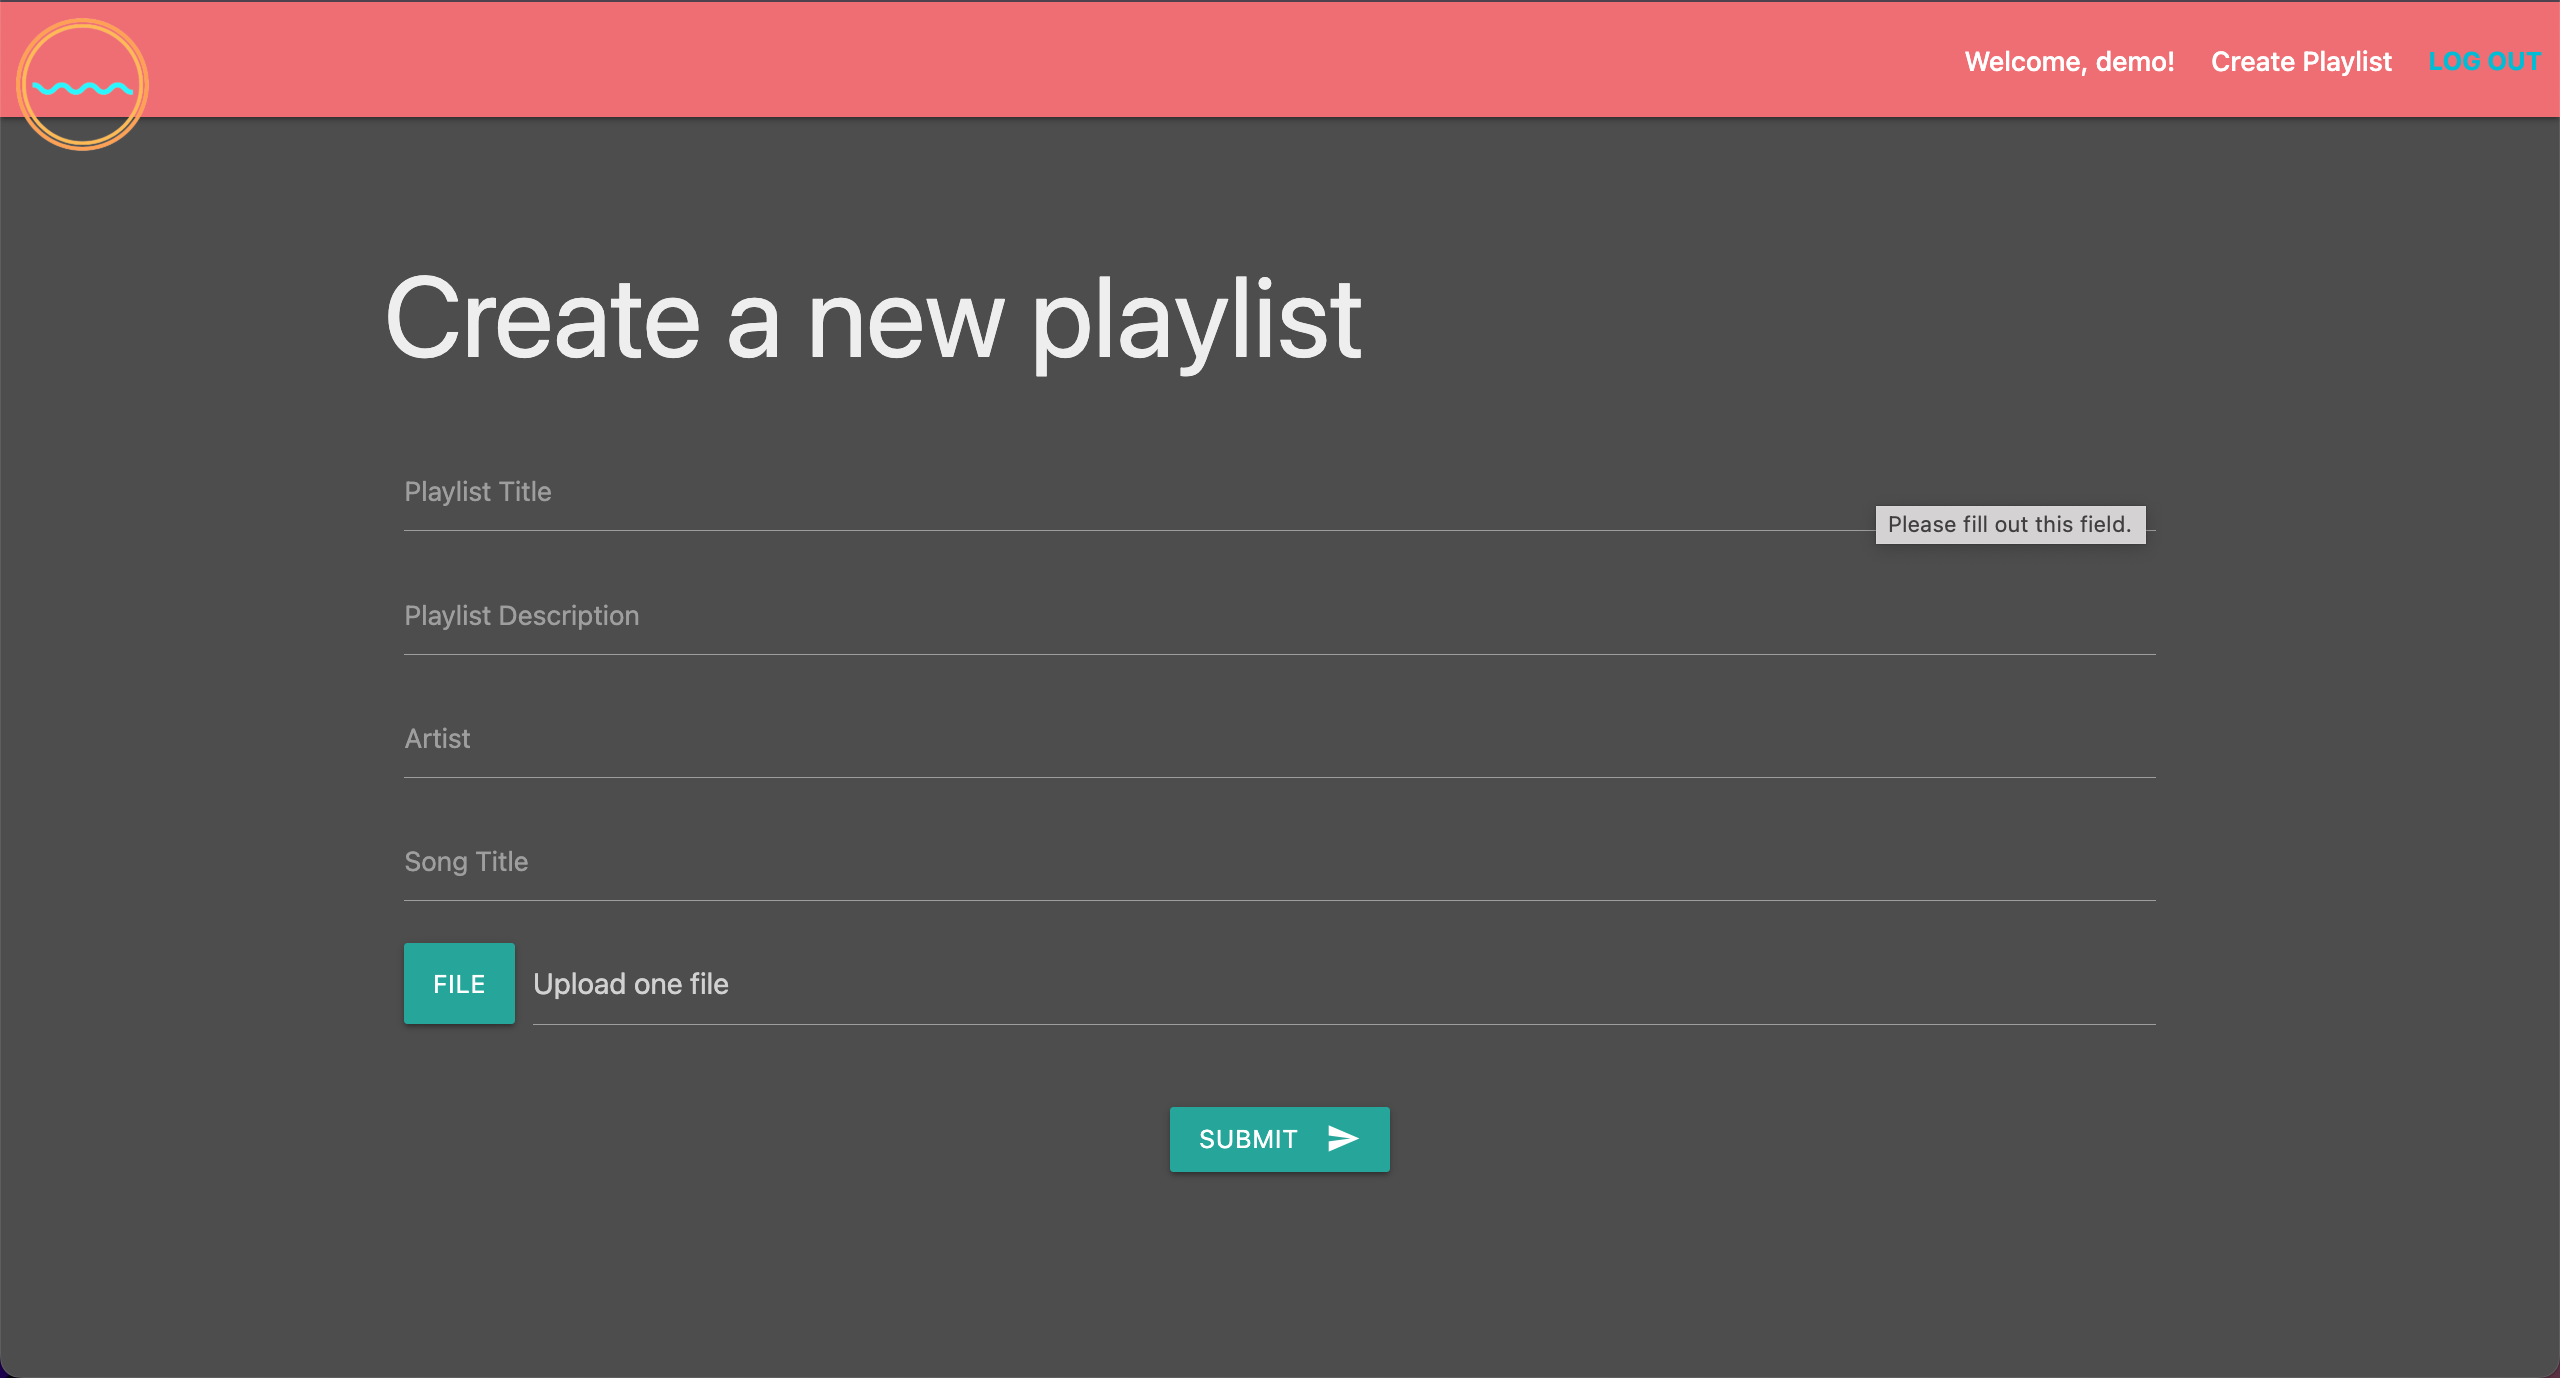 Welcome, demo! Create Playlist LOG OUT
Create a new playlist
Playlist Title
Please fill out this field.
Playlist Description
Artist
Song Title
FILE Upload one file
SUBMIT